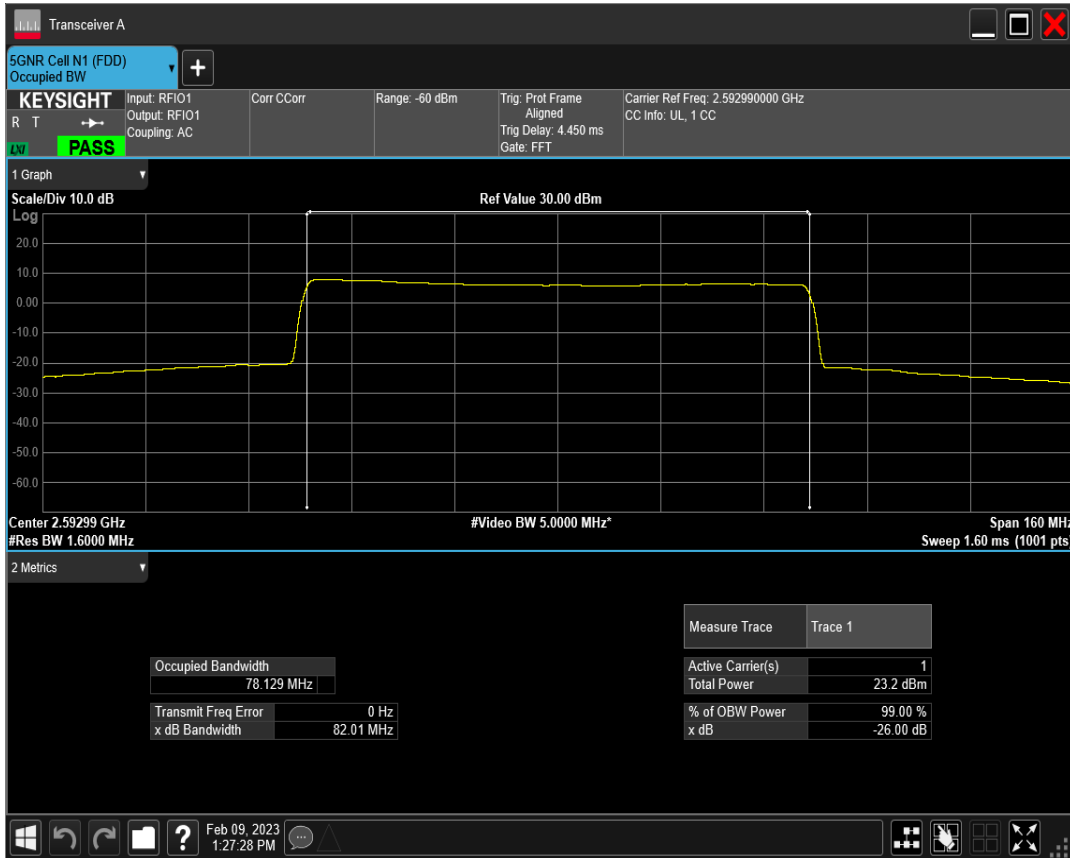 Transceiver A
5GNR Cell N1 (FDD)
Occupied BW
+
KEYSIGHT
R T
LXI
PASS
Input: RFIO1
Output: RFIO1
Coupling: AC
Corr CCorr
Range: -60 dBm
Trig: Prot Frame
Aligned
Trig Delay: 4.450 ms
Gate: FFT
Carrier Ref Freq: 2.592990000 GHz
CC Info: UL, 1 CC
1 Graph
Scale/Div 10.0 dB
Ref Value 30.00 dBm
Log
20.0
10.0
0.00
-10.0
-20.0
-30.0
-40.0
-50.0
-60.0
Center 2.59299 GHz
#Video BW 5.0000 MHz*
Span 160 MHz
#Res BW 1.6000 MHz
Sweep 1.60 ms (1001 pts)
2 Metrics
Measure Trace Trace 1
Occupied Bandwidth
78.129 MHz
Transmit Freq Error 0 Hz
x dB Bandwidth 82.01 MHz
Active Carrier(s) 1
Total Power 23.2 dBm
% of OBW Power 99.00 %
x dB -26.00 dB
?
Feb 09, 2023
1:27:28 PM